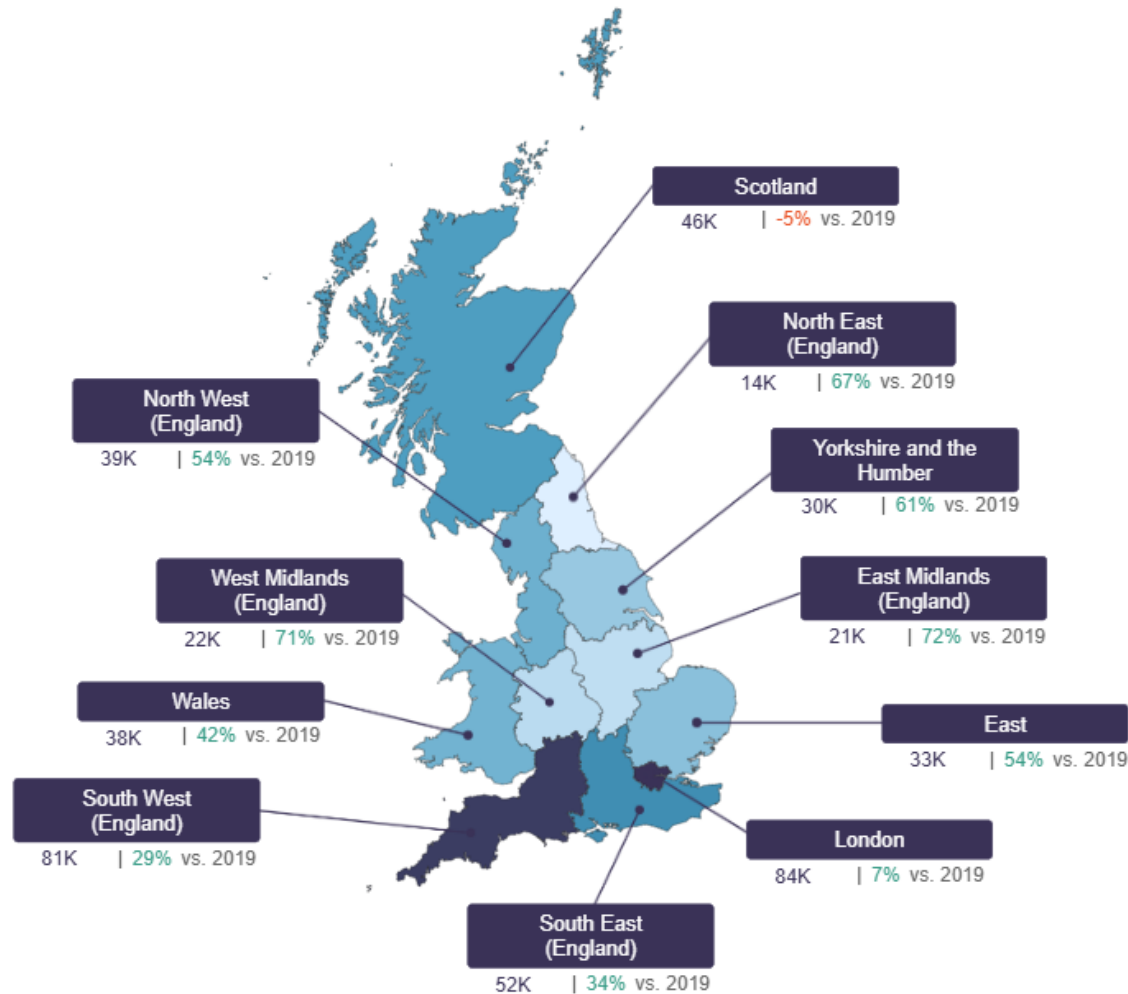 Scotland
46K | -5% vs. 2019
North East
(England)
14K | 67% vs. 2019
North West
(England)
39K | 54% vs. 2019
Yorkshire and the
Humber
30K | 61% vs. 2019
West Midlands
(England)
22K | 71% vs. 2019
East Midlands
(England)
21K | 72% vs. 2019
Wales
38K | 42% vs. 2019
East
33K | 54% vs. 2019
South West
(England)
81K | 29% vs. 2019
London
84K | 7% vs. 2019
South East
(England)
52K | 34% vs. 2019